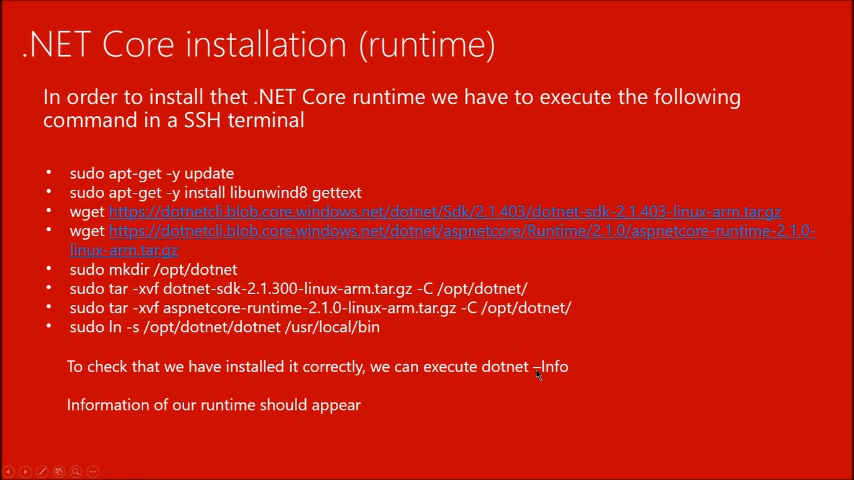 .NET Core installation (runtime)
In order to install thet .NET Core runtime we have to execute the following
command in a SSH terminal
• sudo apt-get -y update
• sudo apt-get -y install libunwind8 gettext
• wget https://dotnetcli.blob.core.windows.net/dotnet/Sdk/2.1.403/dotnet-sdk-2.1.403-linux-arm.tar.gz
• wget https://dotnetcli.blob.core.windows.net/dotnet/aspnetcore/Runtime/2.1.0/aspnetcore-runtime-2.1.0-
linux-arm.tar.gz
• sudo mkdir /opt/dotnet
• sudo tar -xvf dotnet-sdk-2.1.300-linux-arm.tar.gz -C /opt/dotnet/
• sudo tar -xvf aspnetcore-runtime-2.1.0-linux-arm.tar.gz -C /opt/dotnet/
• sudo ln -s /opt/dotnet/dotnet /usr/local/bin
To check that we have installed it correctly, we can execute dotnet –Info
Information of our runtime should appear